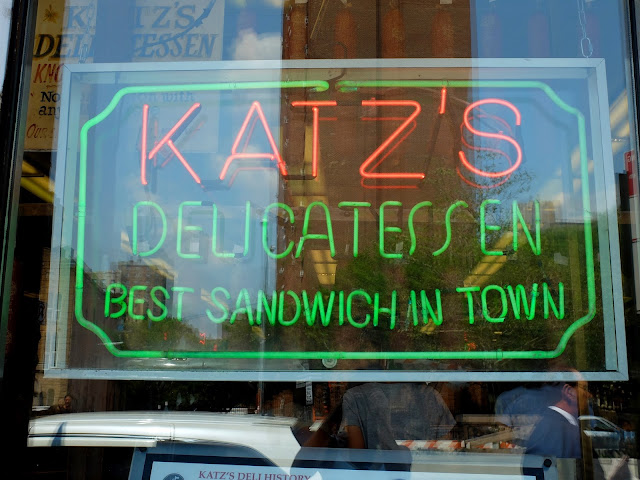 KATZ'S
DELICATESSEN
KATZ'S
DELICATESSEN
BEST SANDWICH IN TOWN
KATZ'S DELI HISTORY